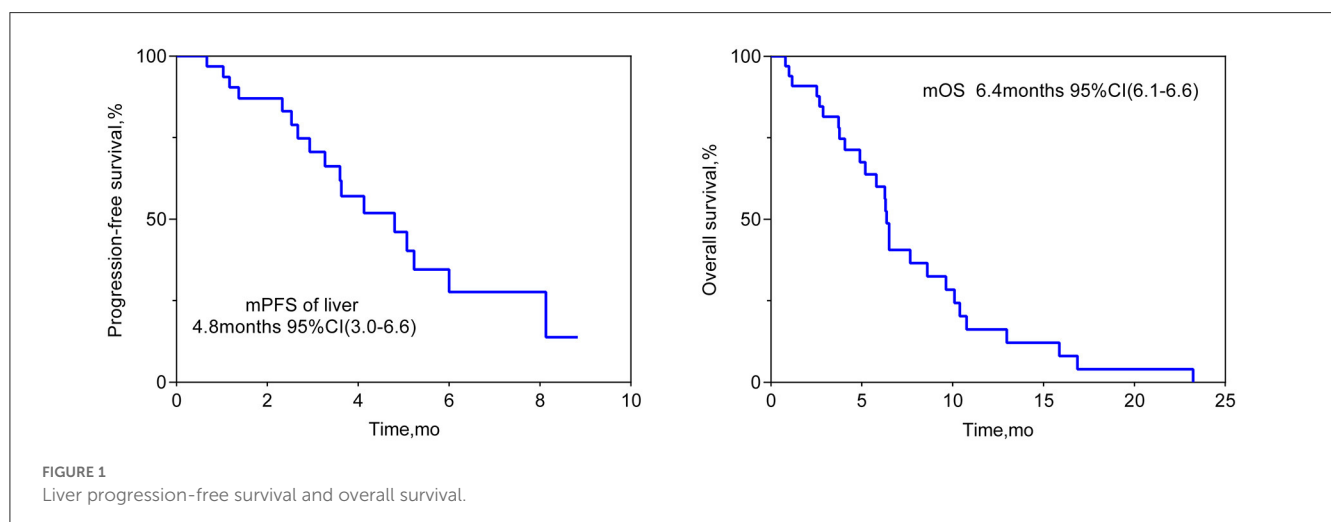 100
50
0
Progression-free survival,%
mPFS of liver
4.8months 95%CI(3.0-6.6)
0 2 4 6 8 10
Time,mo
100
50
0
Overall survival,%
mOS 6.4months 95%CI(6.1-6.6)
0 5 10 15 20 25
Time,mo
FIGURE 1
Liver progression-free survival and overall survival.